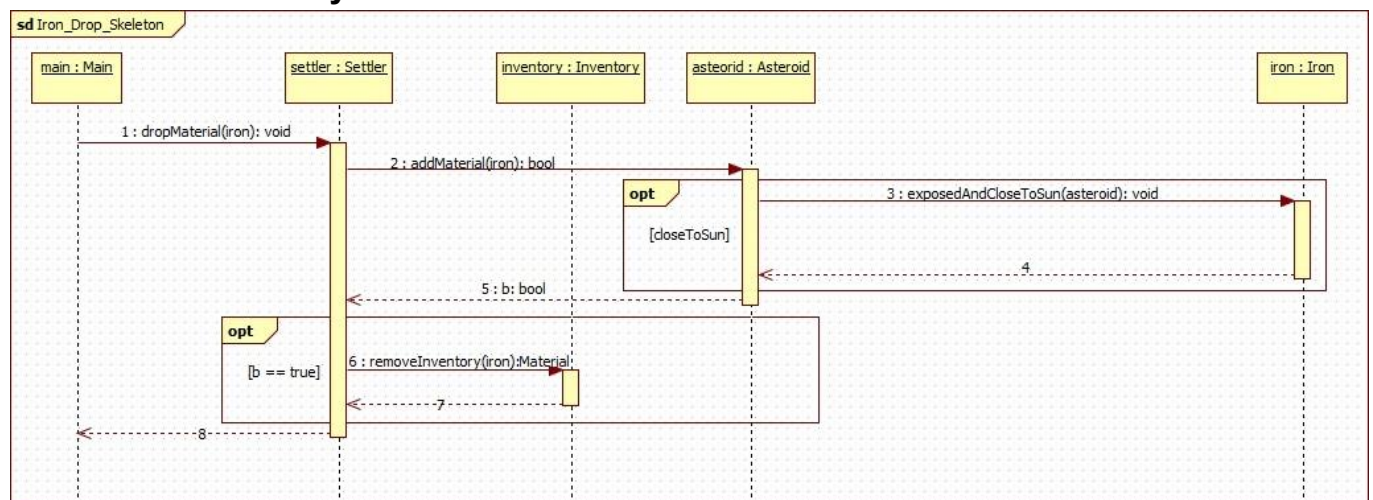 sd Iron_Drop_Skeleton
main : Main
settler : Settler
inventory : Inventory
asteorid : Asteroid
iron : Iron
1 : dropMaterial(iron): void
2 : addMaterial(iron): bool
opt
3 : exposedAndCloseToSun(asteroid): void
[closeToSun]
4
5 : b: bool
opt
6 : removeInventory(iron):Material
[b == true]
7
8